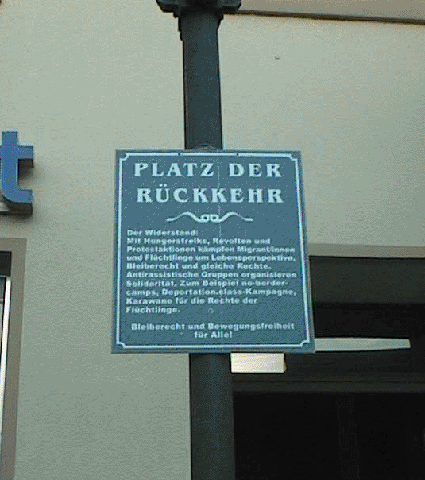 t
PLATZ DER
RÜCKKEHR
Der Widerstand:
Mit Hungerstreiks, Revolten und
Protestaktionen kämpfen Migrantinnen
und Flüchtlinge um Lebensperspektive,
Bleiberecht und gleiche Rechte.
Antirassistische Gruppen organisieren
Solidarität. Zum Beispiel no-border-
camps, Deportation.class-Kampagne,
Karawane für die Rechte der
Flüchtlinge.
Bleiberecht und Bewegungsfreiheit
für Alle!